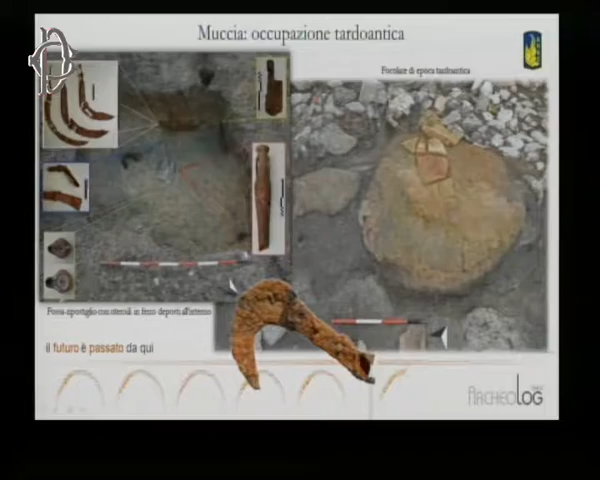 Muccia: occupazione tardoantica
Focolare di epoca tardoantica
Fossa-ripostiglio con utensili in ferro deposti all'interno
il futuro è passato da qui
ARCHEOLOG